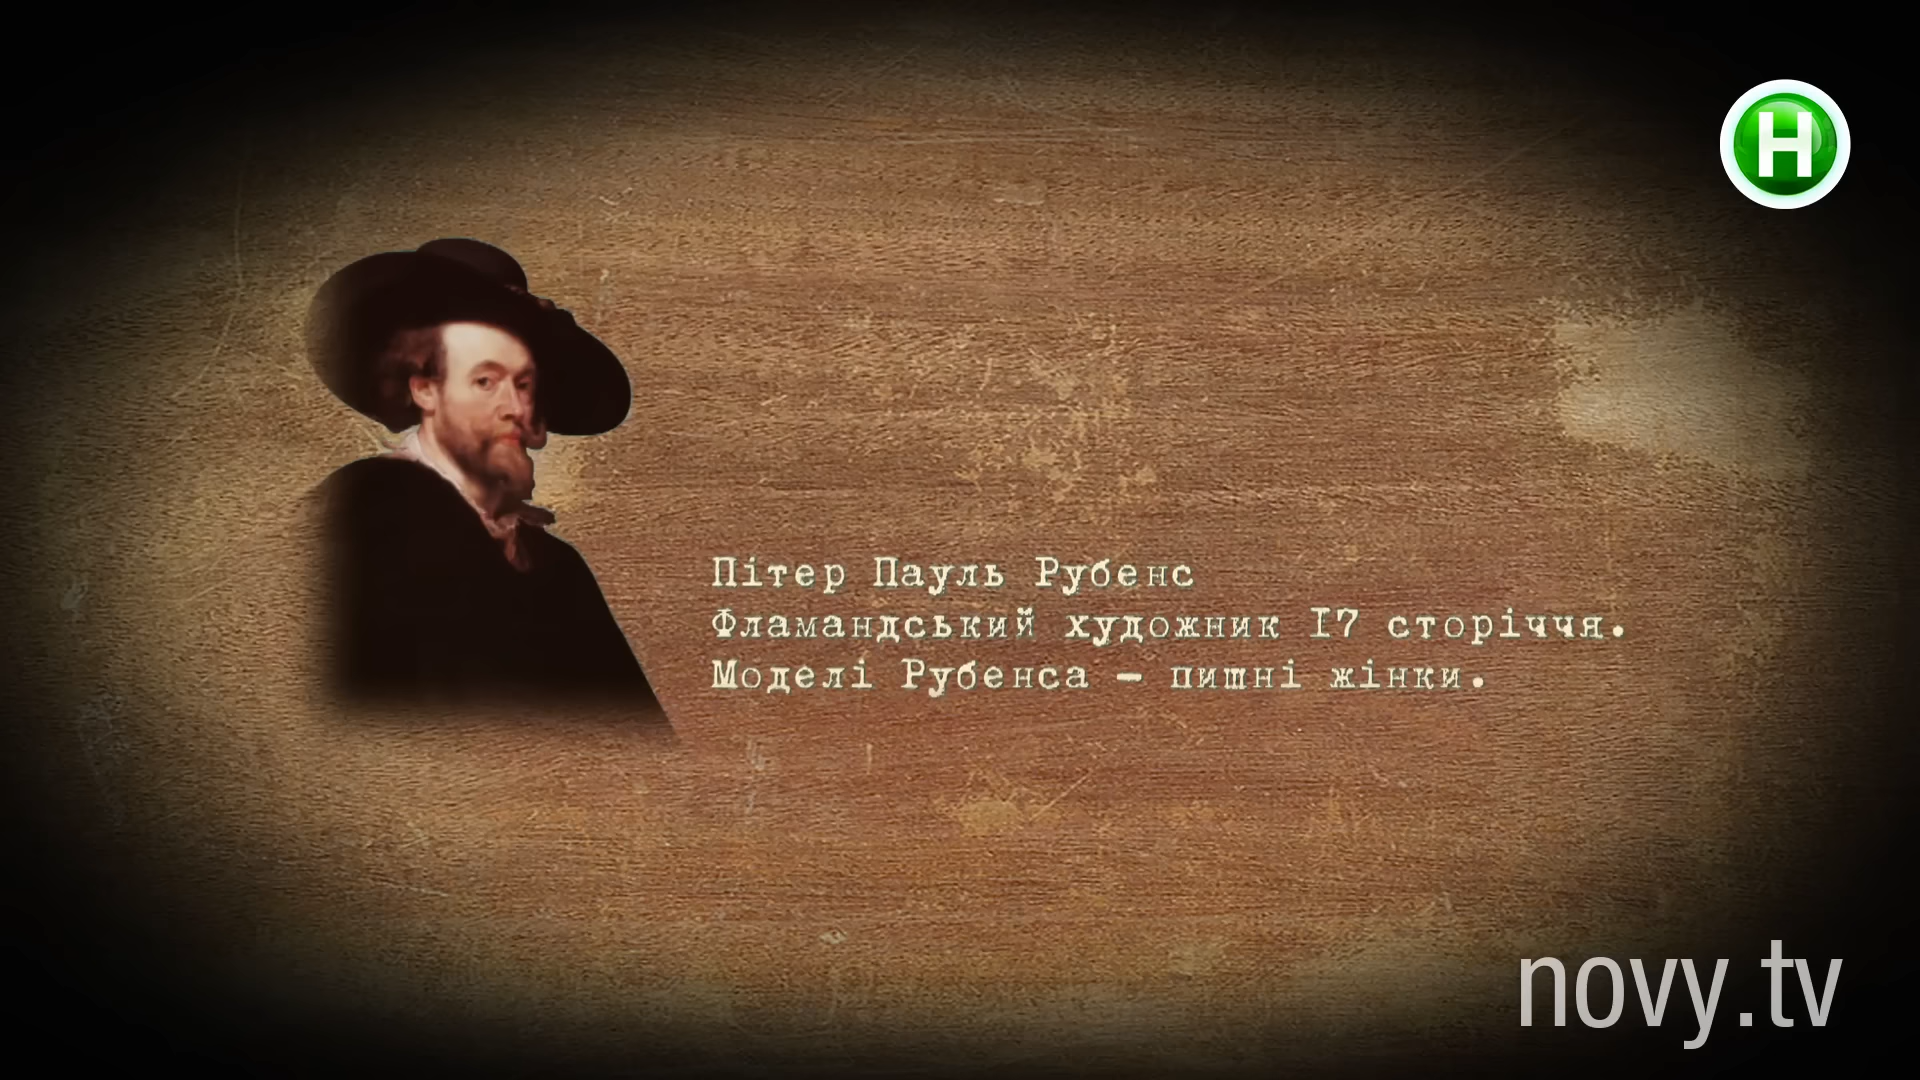 Н
Пітер Пауль Рубенс
Фламандський художник 17 сторіччя.
Моделі Рубенса – пишні жінки.
novy.tv